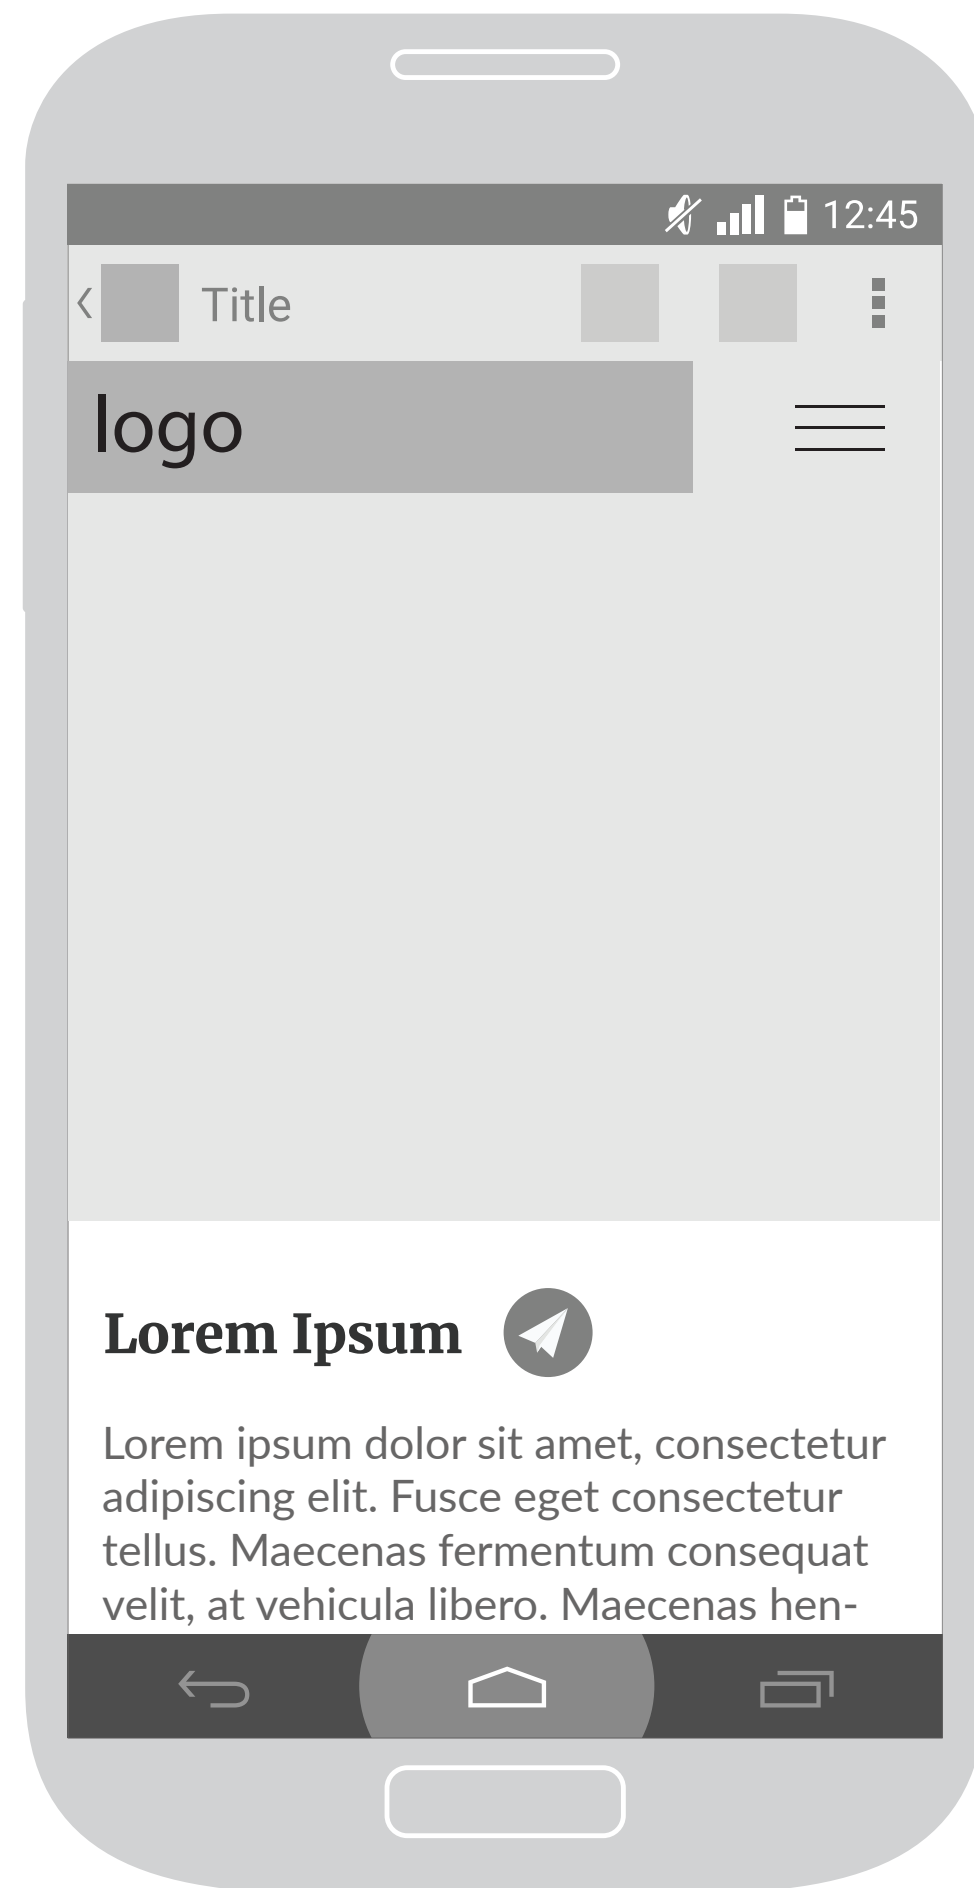 12:45
Title
logo
Lorem Ipsum
Lorem ipsum dolor sit amet, consectetur
adipiscing elit. Fusce eget consectetur
tellus. Maecenas fermentum consequat
velit, at vehicula libero. Maecenas hen-